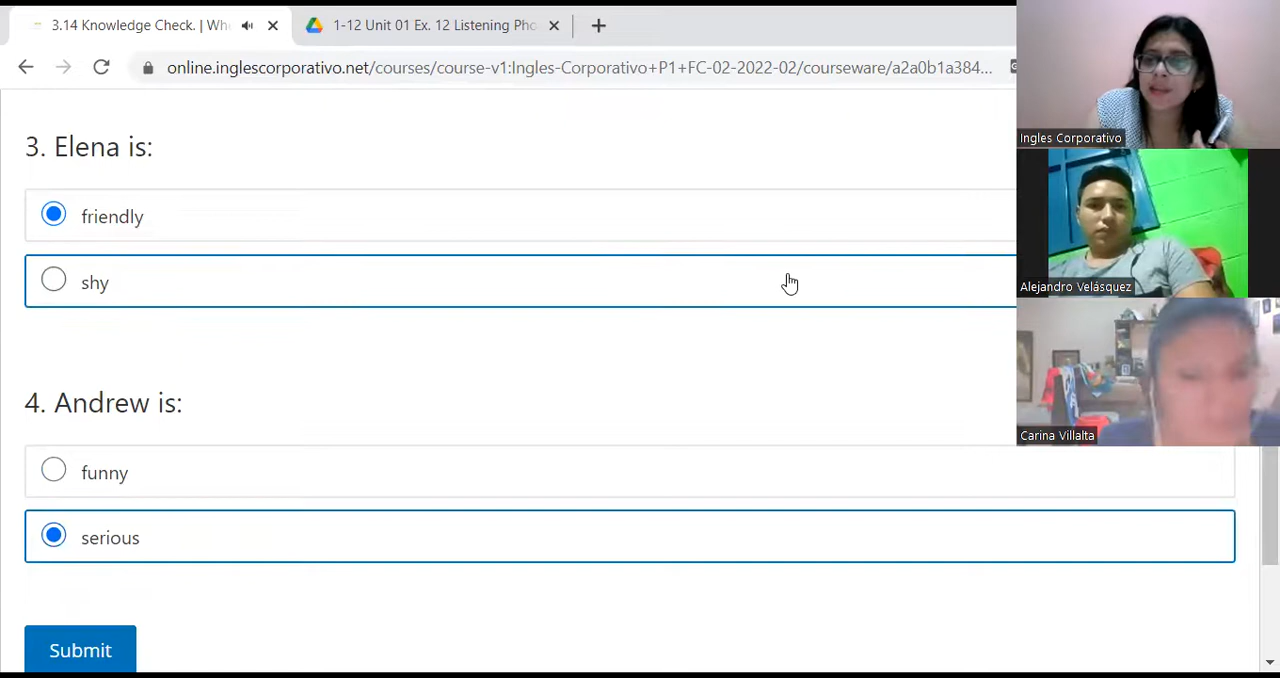 3.14 Knowledge Check. | Wh
1-12 Unit 01 Ex. 12 Listening Pho
online.inglescorporativo.net/courses/course-v1:Ingles-Corporativo+P1+FC-02-2022-02/courseware/a2a0b1a384...
3. Elena is:
friendly
shy
4. Andrew is:
funny
serious
Submit
Ingles Corporativo
Alejandro Velásquez
Carina Villalta